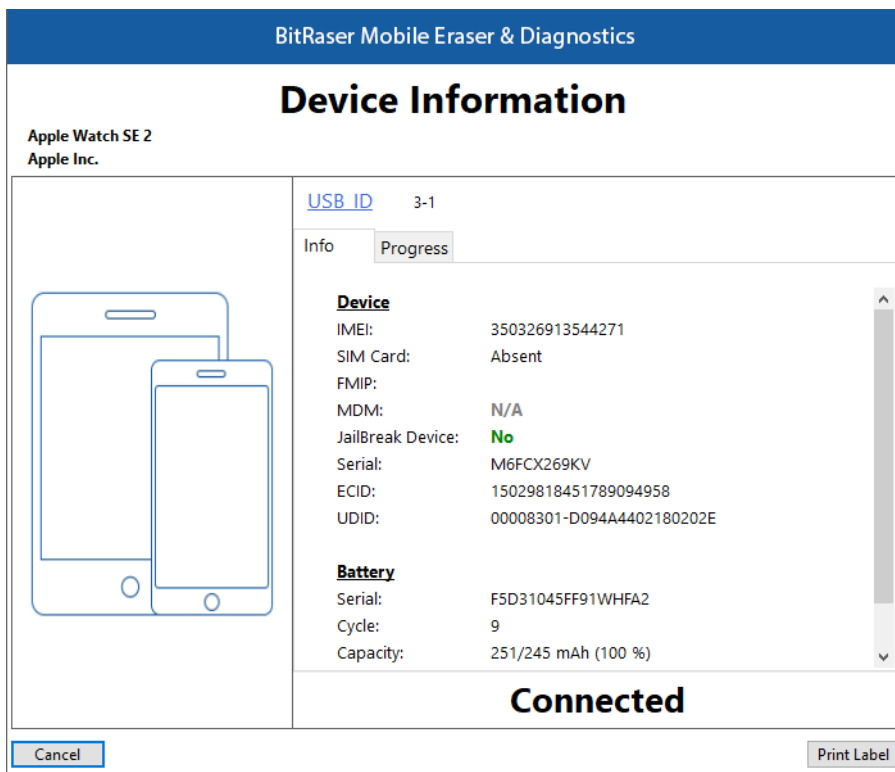 BitRaser Mobile Eraser & Diagnostics
Device Information
Apple Watch SE 2
Apple Inc.
USB_ID 3-1
Info Progress
Device
IMEI: 350326913544271
SIM Card: Absent
FMIP:
MDM: N/A
JailBreak Device: No
Serial: M6FCX269KV
ECID: 15029818451789094958
UDID: 00008301-D094A4402180202E
Battery
Serial: F5D31045FF91WHFA2
Cycle: 9
Capacity: 251/245 mAh (100 %)
Connected
Cancel Print Label